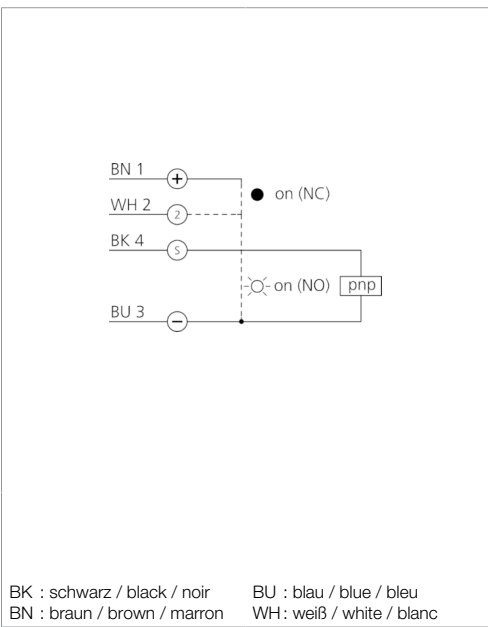 BN 1 +
● on (NC)
WH 2 2
BK 4 S
on (NO) pnp
BU 3 −
BK : schwarz / black / noir BU : blau / blue / bleu
BN : braun / brown / marron WH : weiß / white / blanc